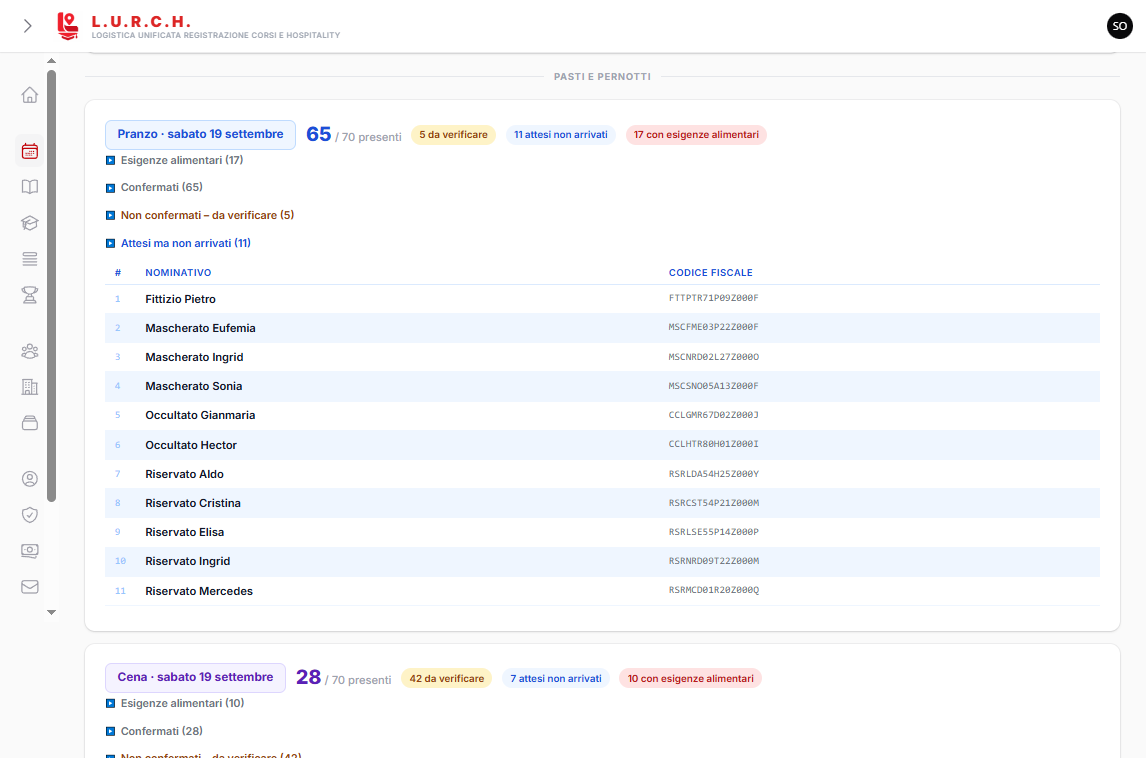 L.U.R.C.H.
LOGISTICA UNIFICATA REGISTRAZIONE CORSI E HOSPITALITY
SO
PASTI E PERNOTTI
Pranzo · sabato 19 settembre 65 / 70 presenti 5 da verificare 11 attesi non arrivati 17 con esigenze alimentari
Esigenze alimentari (17)
Confermati (65)
Non confermati – da verificare (5)
Attesi ma non arrivati (11)
# NOMINATIVO CODICE FISCALE
1 Fittizio Pietro FTTPTR71P09Z000F
2 Mascherato Eufemia MSCFME03P22Z000F
3 Mascherato Ingrid MSCNRD02L27Z000O
4 Mascherato Sonia MSCSNO05A13Z000F
5 Occultato Gianmaria CCLGMR67D02Z000J
6 Occultato Hector CCLHTR80H01Z000I
7 Riservato Aldo RSRLDA54H25Z000Y
8 Riservato Cristina RSRCST54P21Z000M
9 Riservato Elisa RSRLSE55P14Z000P
10 Riservato Ingrid RSRNRD09T22Z000M
11 Riservato Mercedes RSRMCD01R20Z000Q
Cena · sabato 19 settembre 28 / 70 presenti 42 da verificare 7 attesi non arrivati 10 con esigenze alimentari
Esigenze alimentari (10)
Confermati (28)
Non confermati – da verificare (42)